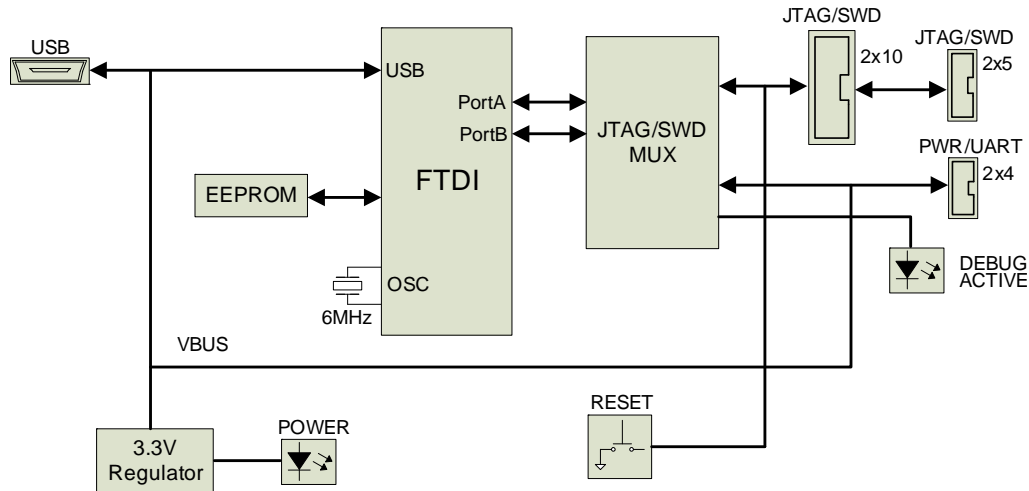 USB
USB
PortA
PortB
FTDI
EEPROM
OSC
6MHz
JTAG/SWD
MUX
JTAG/SWD
2x10
JTAG/SWD
2x5
PWR/UART
2x4
DEBUG
ACTIVE
VBUS
3.3V
Regulator
POWER
RESET